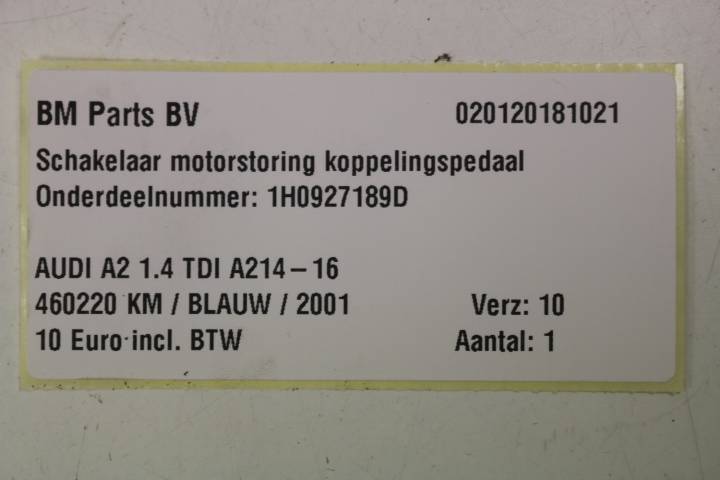 BM Parts BV 020120181021
Schakelaar motorstoring koppelingspedaal
Onderdeelnummer: 1H0927189D
AUDI A2 1.4 TDI A214-16
460220 KM / BLAUW / 2001 Verz: 10
10 Euro incl. BTW Aantal: 1